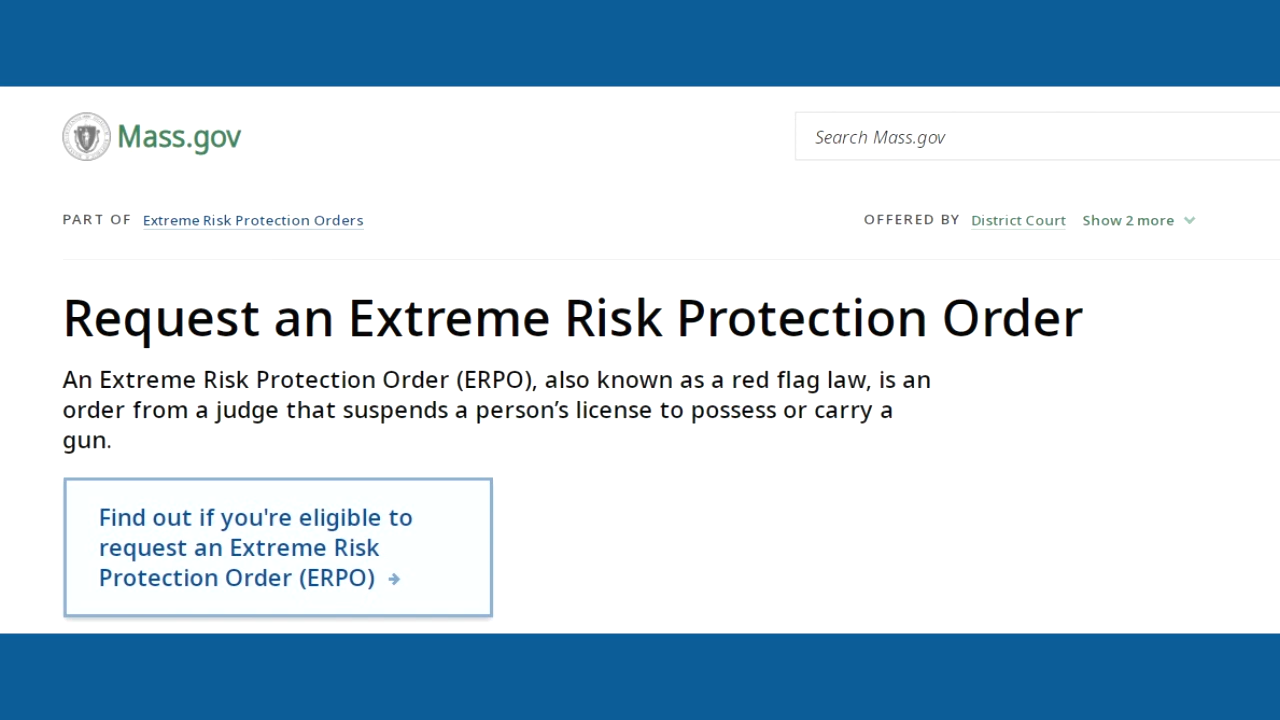 Mass.gov
Search Mass.gov
PART OF Extreme Risk Protection Orders
OFFERED BY District Court Show 2 more
Request an Extreme Risk Protection Order
An Extreme Risk Protection Order (ERPO), also known as a red flag law, is an
order from a judge that suspends a person’s license to possess or carry a
gun.
Find out if you're eligible to
request an Extreme Risk
Protection Order (ERPO)